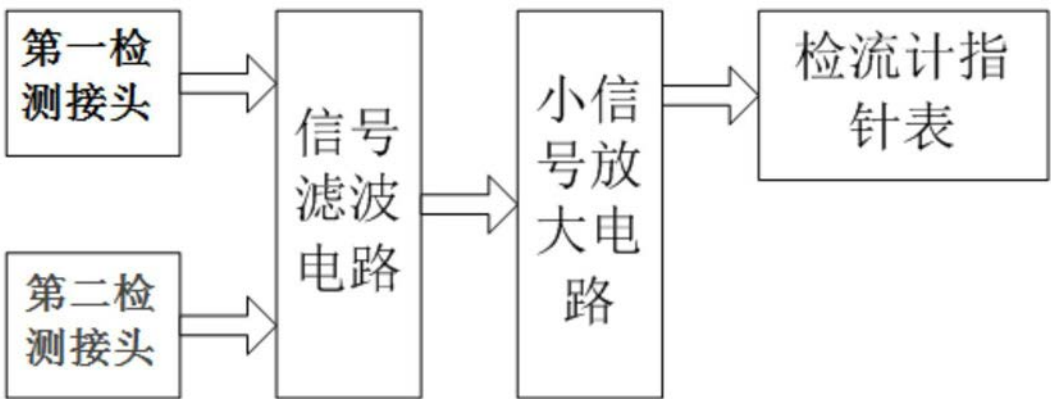 第一检
测接头
第二检
测接头
信号
滤波
电路
小信
号放
大电
路
检流计指
针表